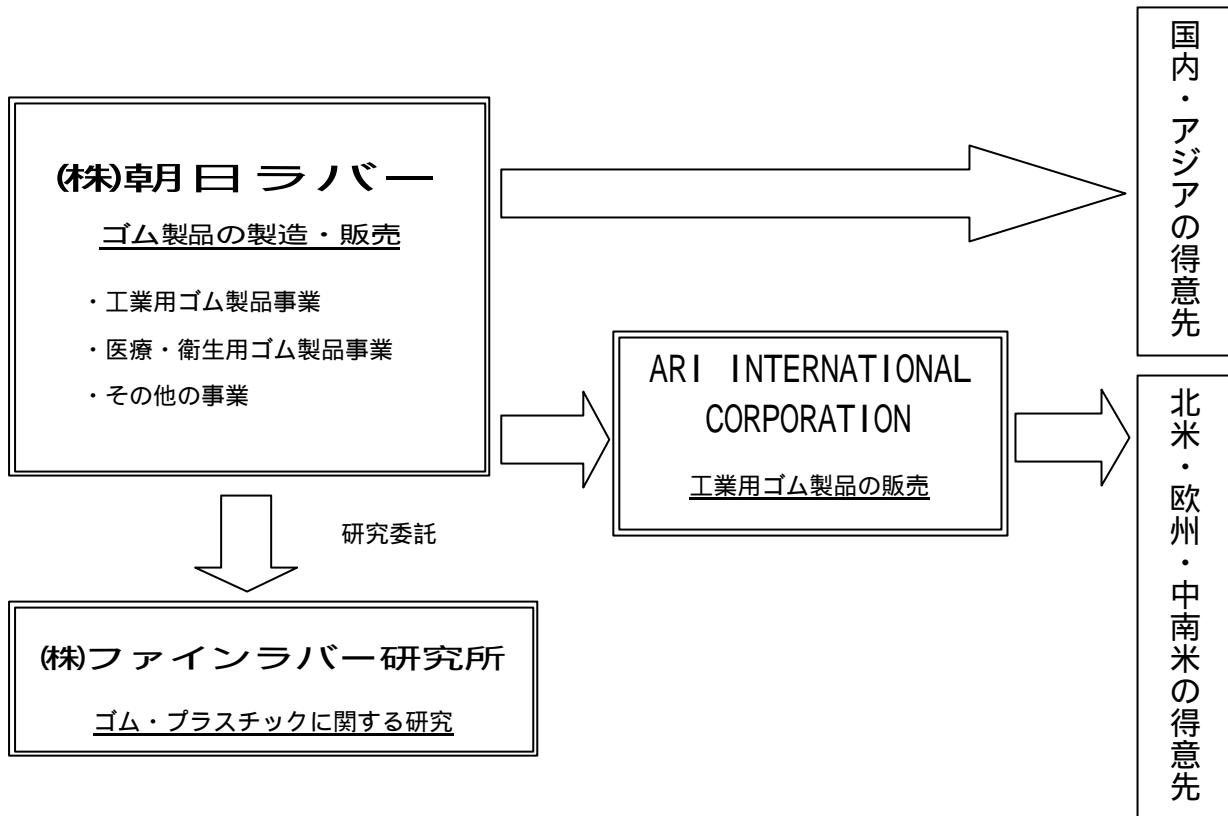 ㈱朝日ラバー
ゴム製品の製造・販売
・工業用ゴム製品事業
・医療・衛生用ゴム製品事業
・その他の事業
研究委託
㈱ファインラバー研究所
ゴム・プラスチックに関する研究
ARI INTERNATIONAL
CORPORATION
工業用ゴム製品の販売
国内・アジアの得意先
北米・欧州・中南米の得意先